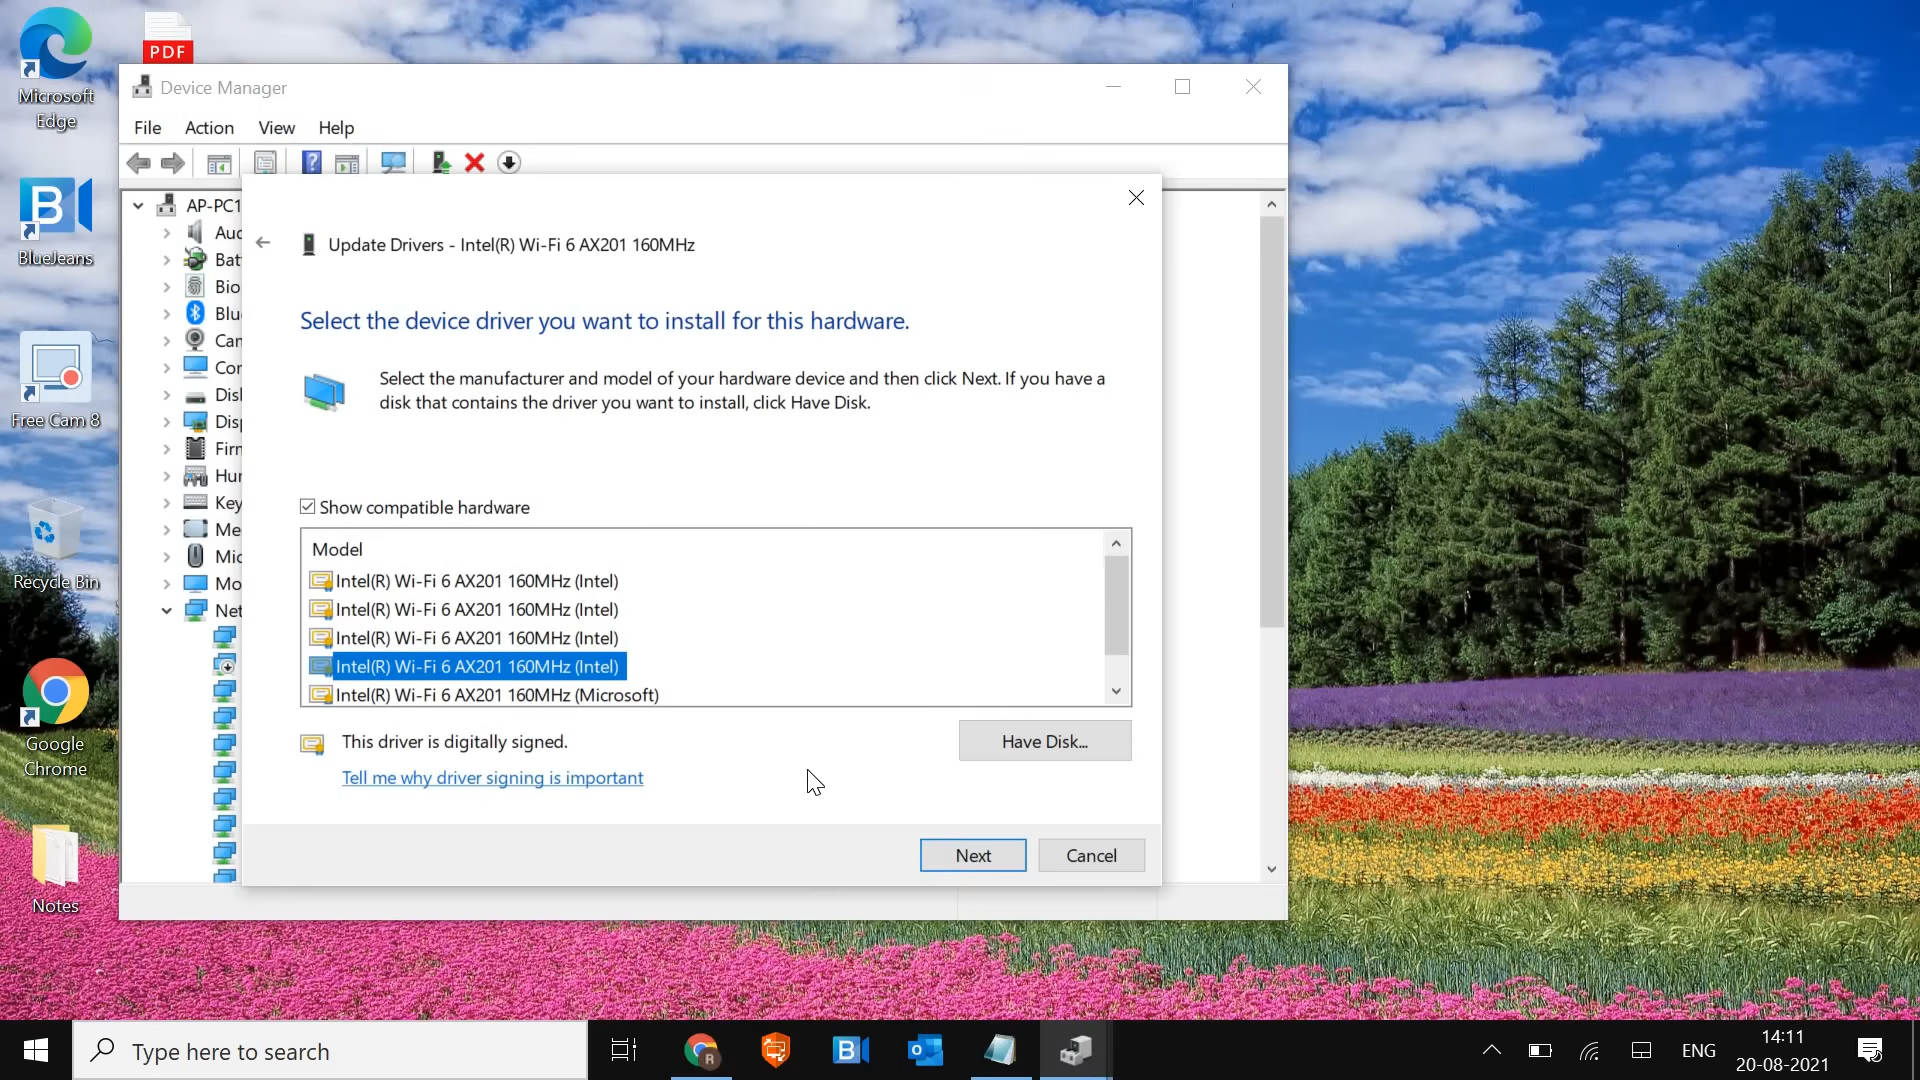 Microsoft
Edge
PDF
BlueJeans
Free Cam 8
Recycle Bin
Google
Chrome
Notes
Device Manager
File Action View Help
AP-PC1
Auc
Bat
Bio
Blu
Can
Cor
Disl
Disp
Firn
Hur
Key
Me
Mic
Mo
Net
Update Drivers - Intel(R) Wi-Fi 6 AX201 160MHz
Select the device driver you want to install for this hardware.
Select the manufacturer and model of your hardware device and then click Next. If you have a
disk that contains the driver you want to install, click Have Disk.
Show compatible hardware
Model
Intel(R) Wi-Fi 6 AX201 160MHz (Intel)
Intel(R) Wi-Fi 6 AX201 160MHz (Intel)
Intel(R) Wi-Fi 6 AX201 160MHz (Intel)
Intel(R) Wi-Fi 6 AX201 160MHz (Intel)
Intel(R) Wi-Fi 6 AX201 160MHz (Microsoft)
This driver is digitally signed.
Have Disk...
Tell me why driver signing is important
Next
Cancel
Type here to search
ENG
14:11
20-08-2021